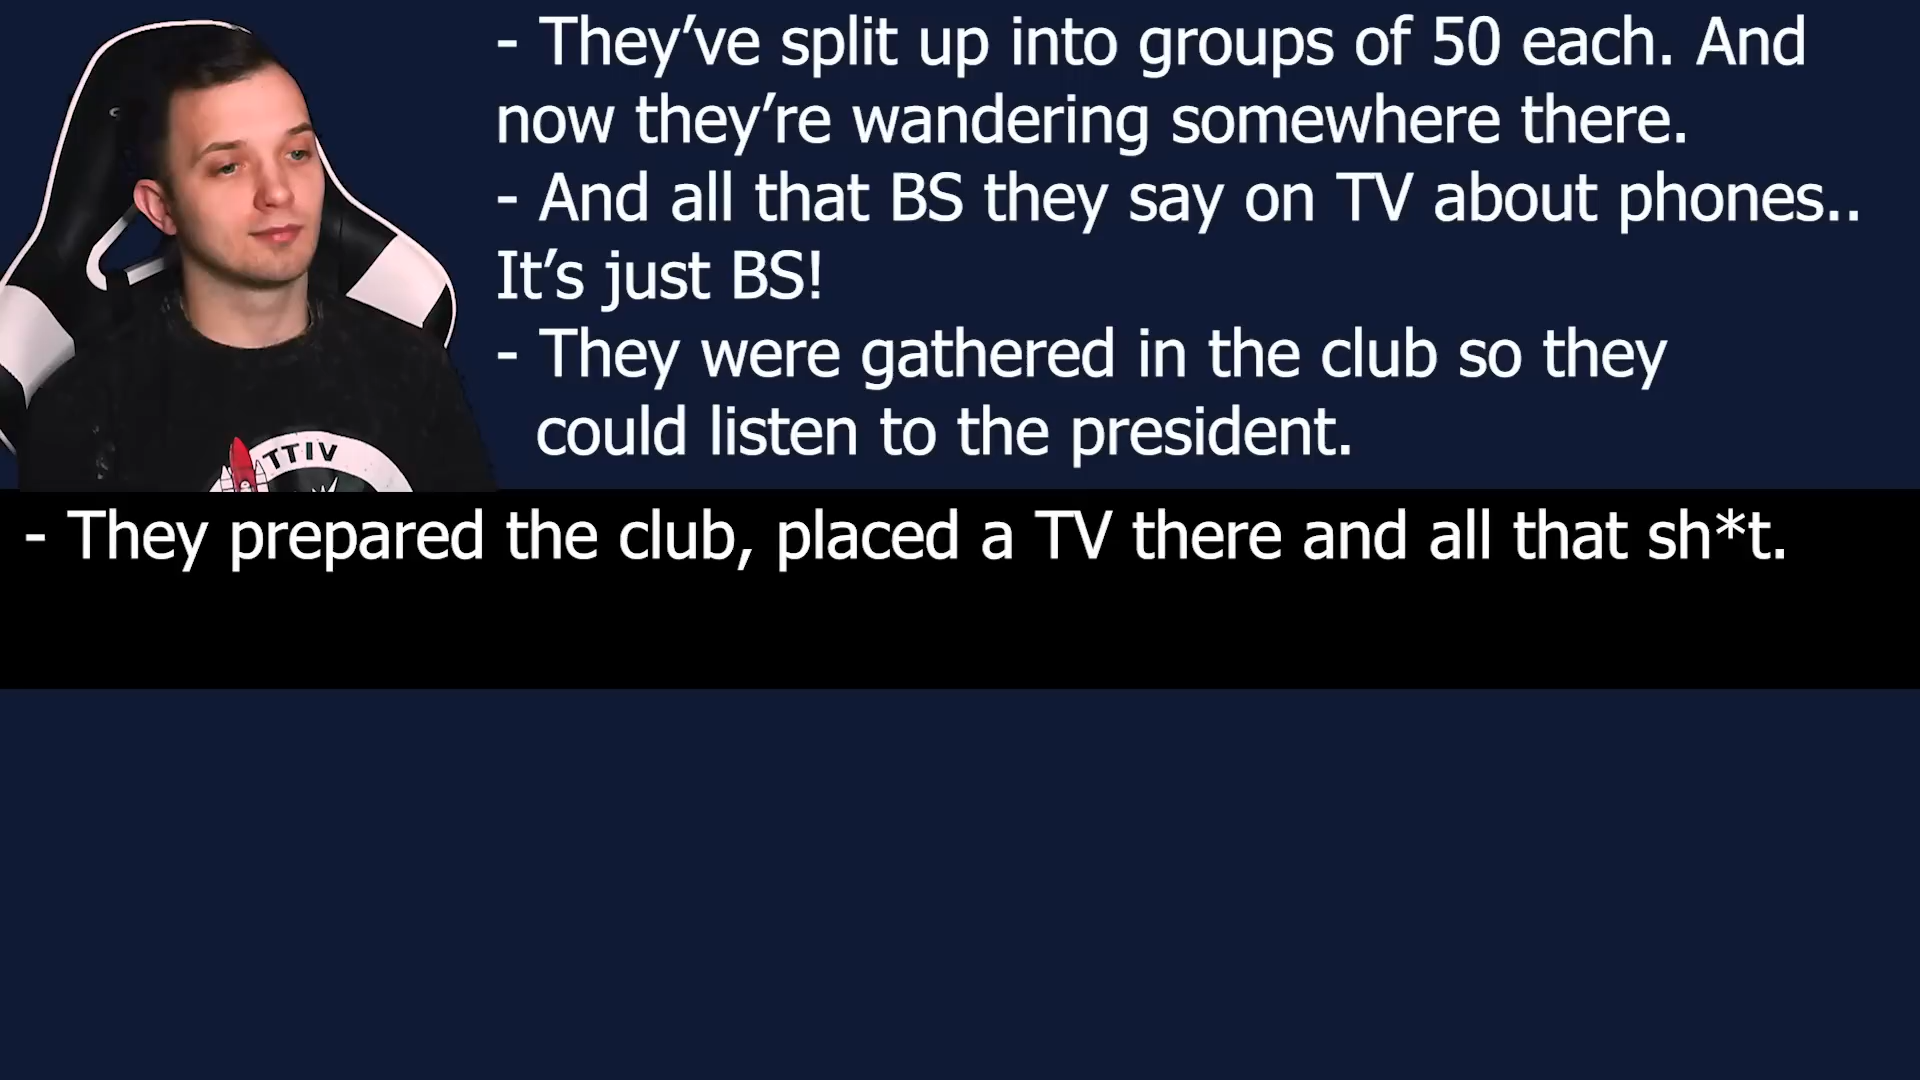 - They’ve split up into groups of 50 each. And
now they’re wandering somewhere there.
- And all that BS they say on TV about phones..
It’s just BS!
- They were gathered in the club so they
could listen to the president.
TTIV
- They prepared the club, placed a TV there and all that sh*t.